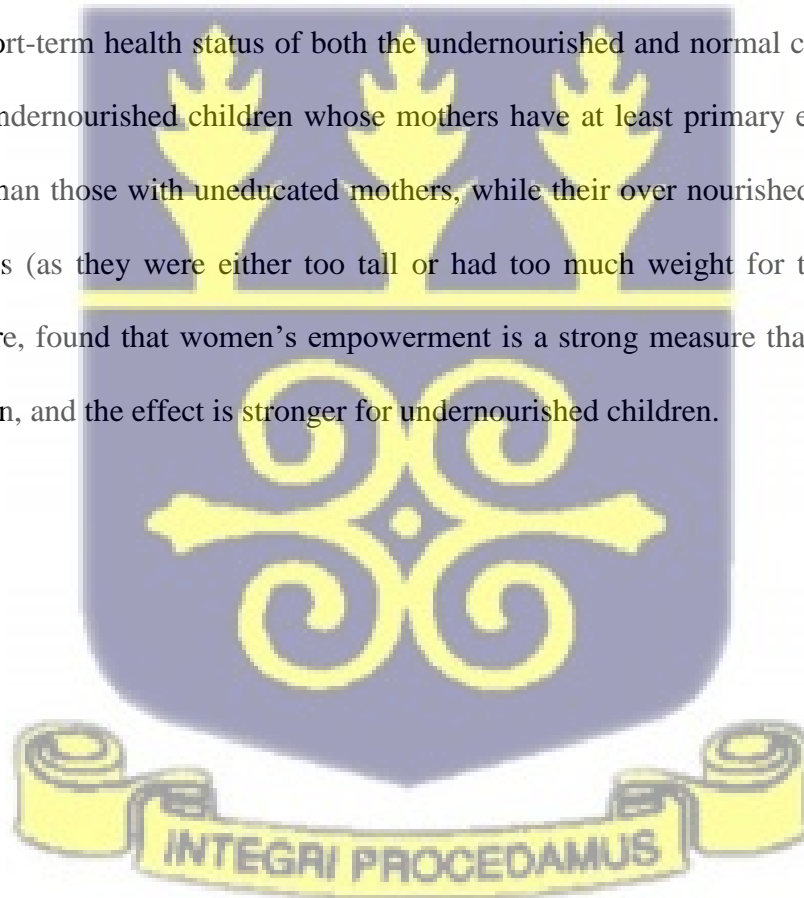 ort-term health status of both the undernourished and normal c
ndernourished children whose mothers have at least primary e
han those with uneducated mothers, while their over nourished
s (as they were either too tall or had too much weight for t
re, found that women's empowerment is a strong measure tha
n, and the effect is stronger for undernourished children.
INTEGRI PROCEDAMUS